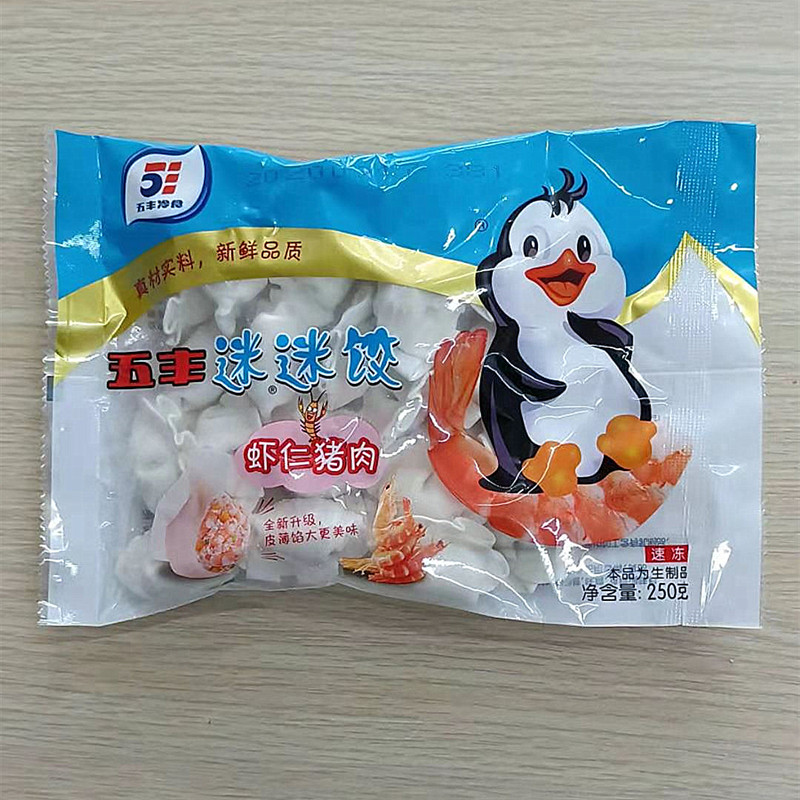 五丰冷食
真材实料，新鲜品质
五丰迷迷饺
®
虾仁猪肉
全新升级，
皮薄馅大更美味
速冻
本品为生制品
净含量: 250克